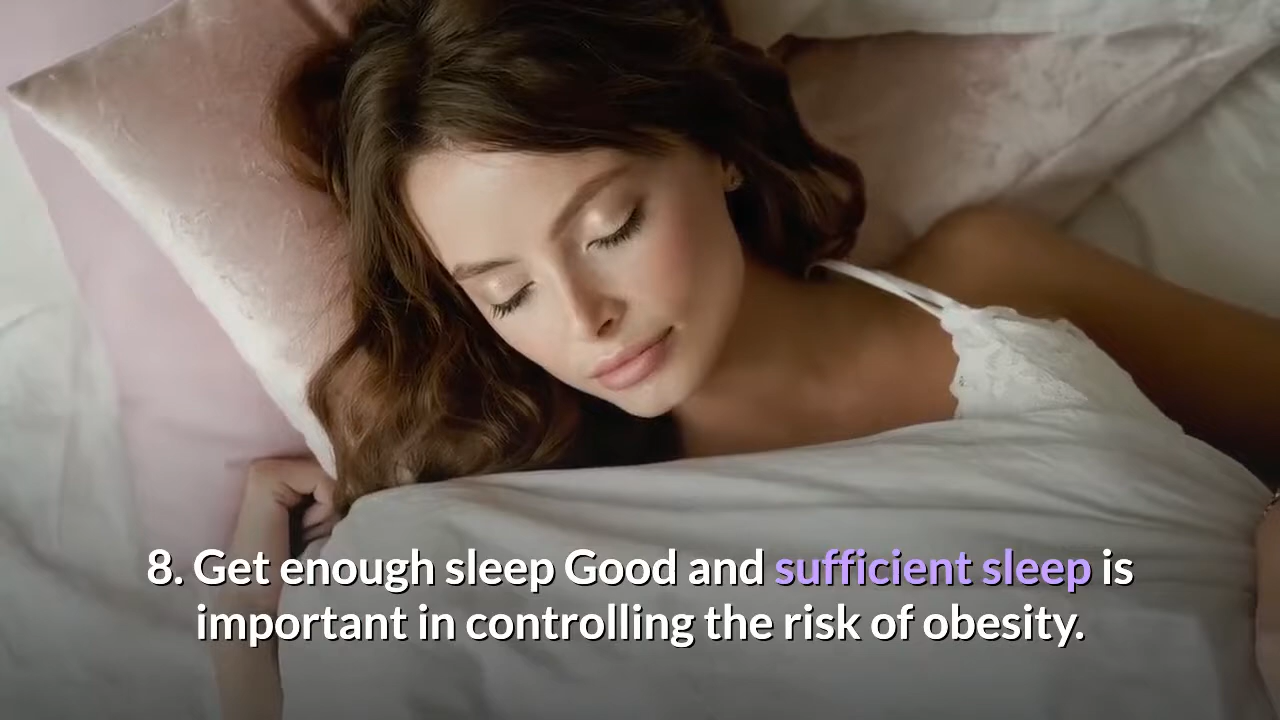 8. Get enough sleep Good and sufficient sleep is
important in controlling the risk of obesity.